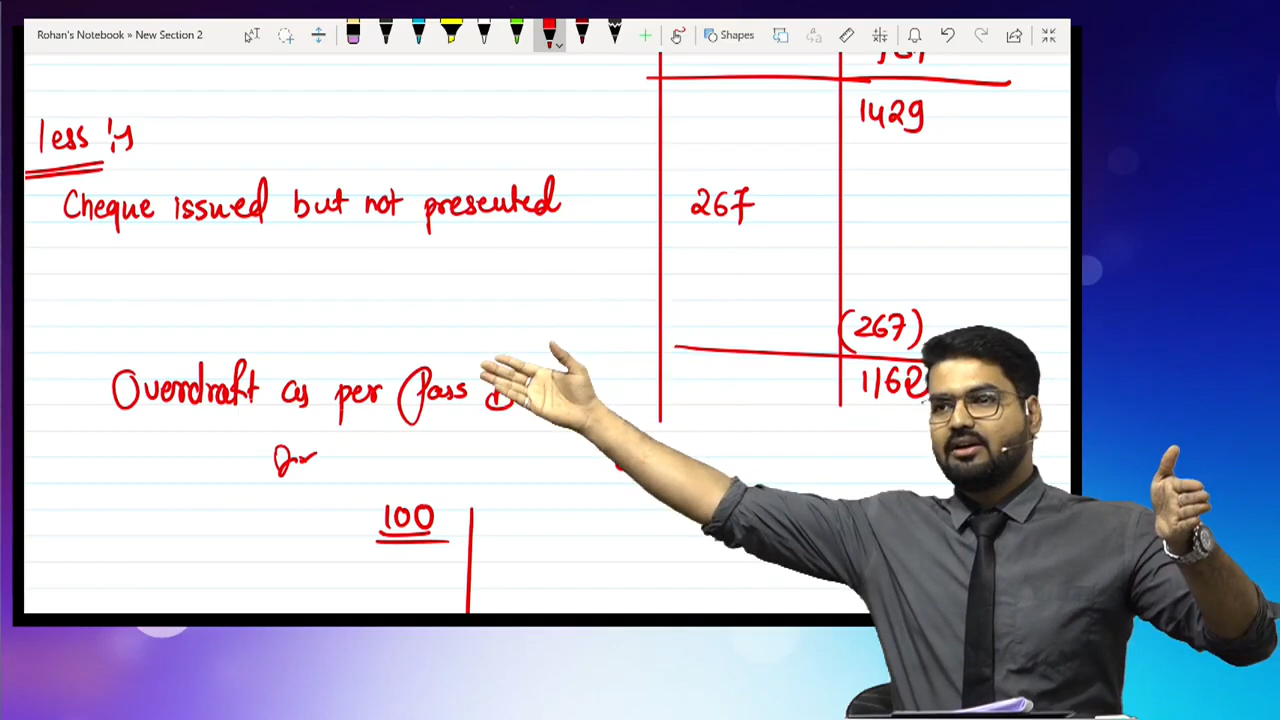 Rohan's Notebook » New Section 2
Shapes
1429
less :-
Cheque issued but not presented 267
(267)
Overdraft as per Pass 1162
100